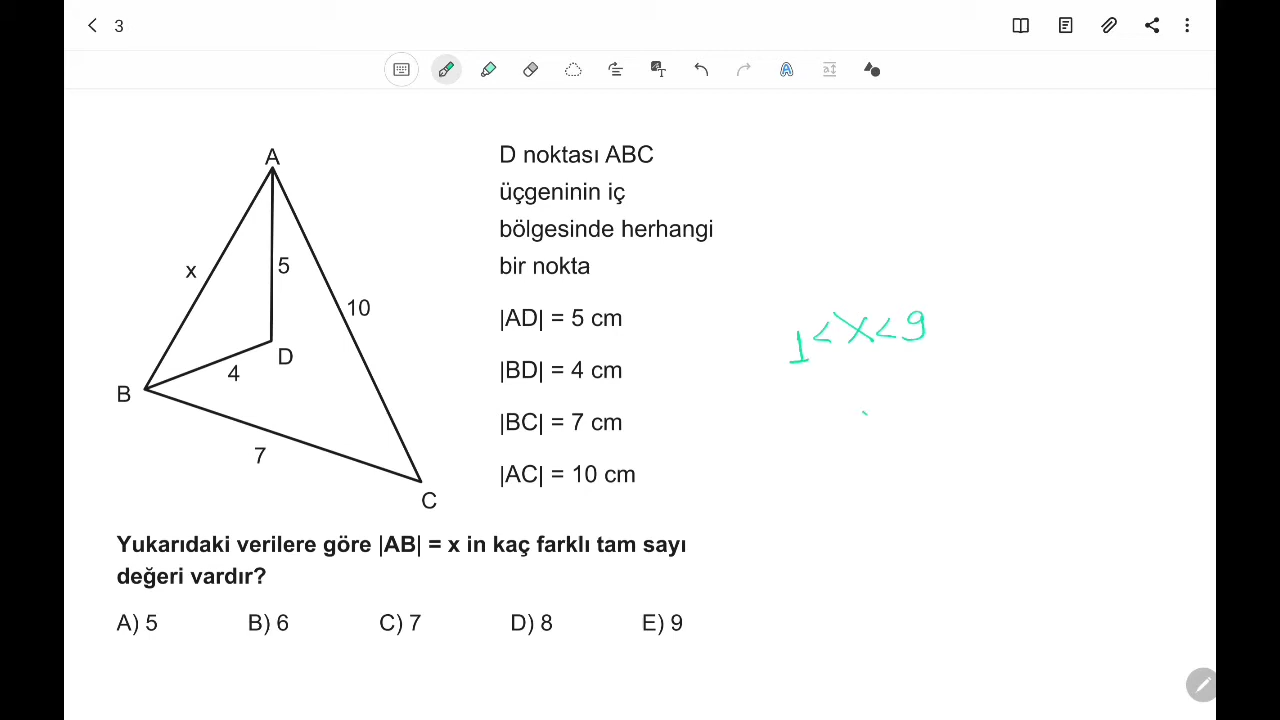 3
A
x
5
10
D
4
B
7
C
D noktası ABC
üçgeninin iç
bölgesinde herhangi
bir nokta
|AD| = 5 cm
|BD| = 4 cm
|BC| = 7 cm
|AC| = 10 cm
1 < x < 9
Yukarıdaki verilere göre |AB| = x in kaç farklı tam sayı
değeri vardır?
A) 5 B) 6 C) 7 D) 8 E) 9